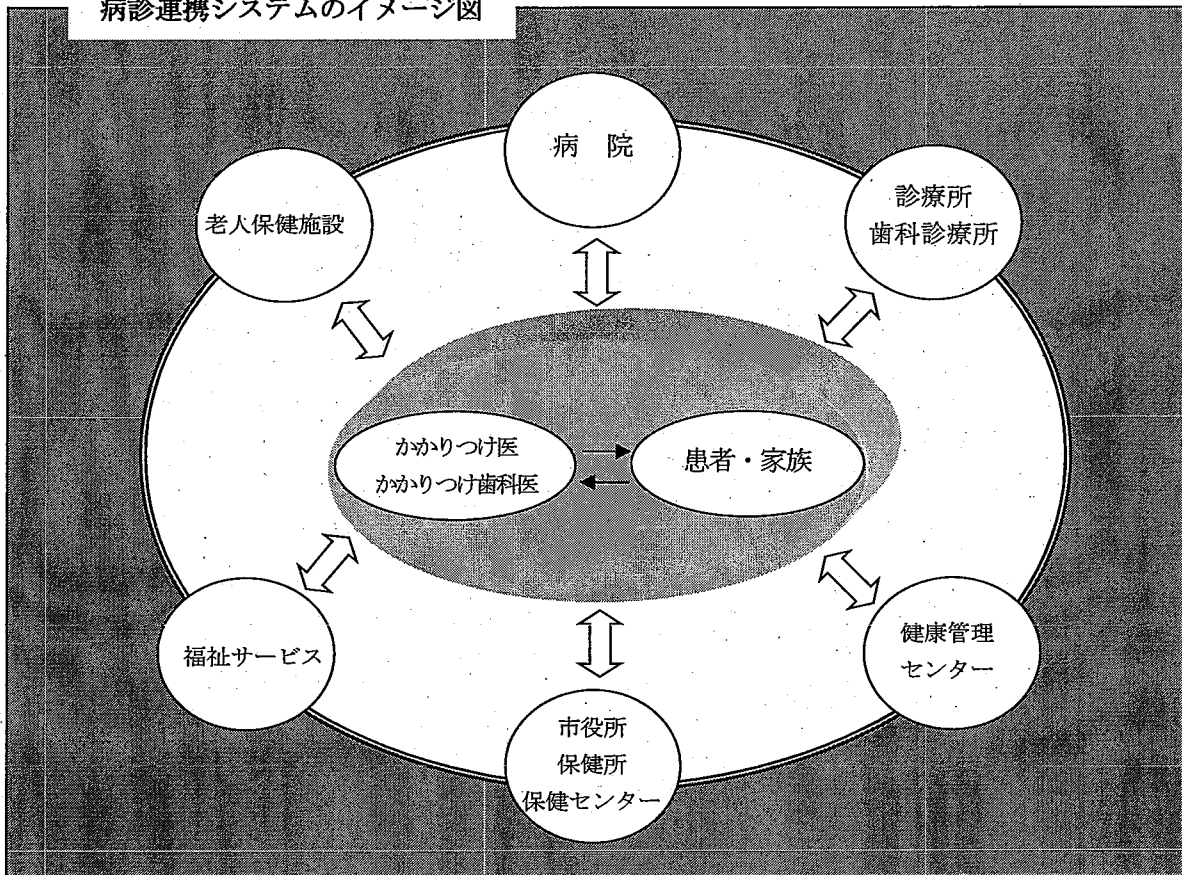 病診連携システムのイメージ図
病 院
老人保健施設
診療所
歯科診療所
かかりつけ医
かかりつけ歯科医
患者・家族
福祉サービス
健康管理
センター
市役所
保健所
保健センター